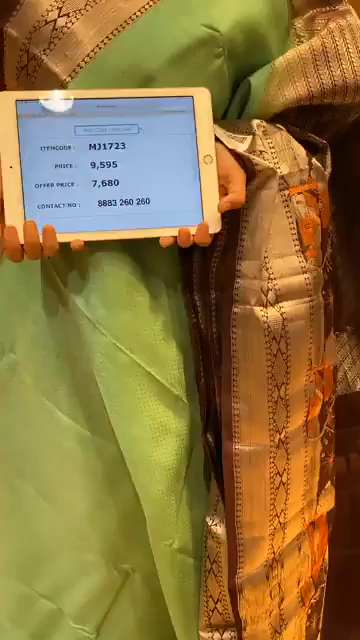 ITEMCODE : MJ1723
PRICE : 9,595
OFFER PRICE : 7,680
CONTACT NO : 8883 260 260